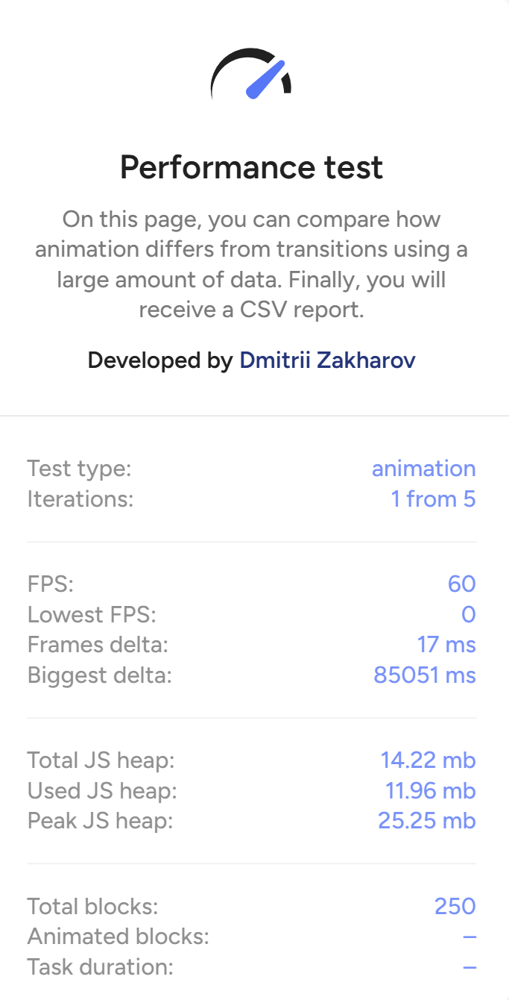 Performance test
On this page, you can compare how
animation differs from transitions using a
large amount of data. Finally, you will
receive a CSV report.
Developed by Dmitrii Zakharov
Test type: animation
Iterations: 1 from 5
FPS: 60
Lowest FPS: 0
Frames delta: 17 ms
Biggest delta: 85051 ms
Total JS heap: 14.22 mb
Used JS heap: 11.96 mb
Peak JS heap: 25.25 mb
Total blocks: 250
Animated blocks: –
Task duration: –